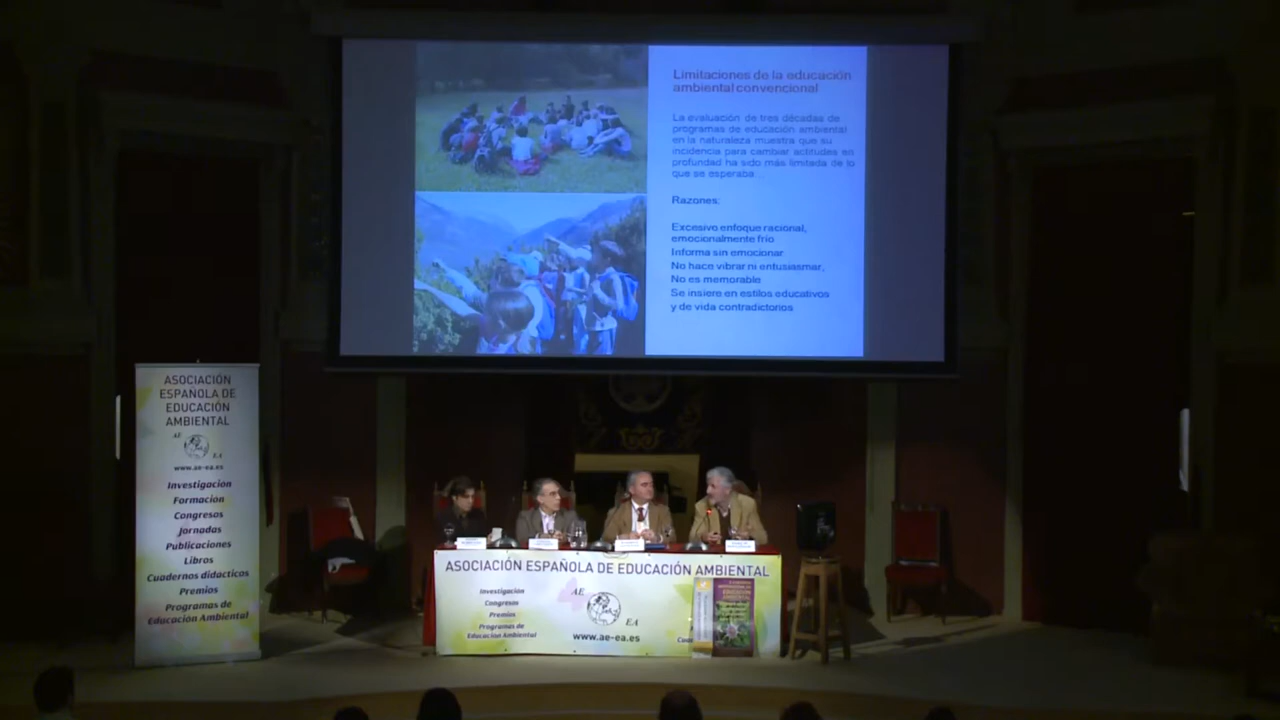 Limitaciones de la educación
ambiental convencional
La evaluación de tres décadas de
programas de educación ambiental
en la naturaleza muestra que su
incidencia para cambiar actitudes en
profundidad ha sido más limitada de lo
que se esperaba...
Razones:
Excesivo enfoque racional,
emocionalmente frío
Informa sin emocionar
No hace vibrar ni entusiasmar,
No es memorable
Se insiere en estilos educativos
y de vida contradictorios
ASOCIACIÓN
ESPAÑOLA DE
EDUCACIÓN
AMBIENTAL
AE
EA
www.ae-ea.es
Investigación
Formacion
Congresos
Jornadas
Publicaciones
Libros
Cuadernos didacticos
Premios
Programas de
Educación Ambiental
ASOCIACIÓN ESPAÑOLA DE EDUCACIÓN AMBIENTAL
Investigación
Congresos
Premios
Programas de
Educación Ambiental
AE
EA
www.ae-ea.es